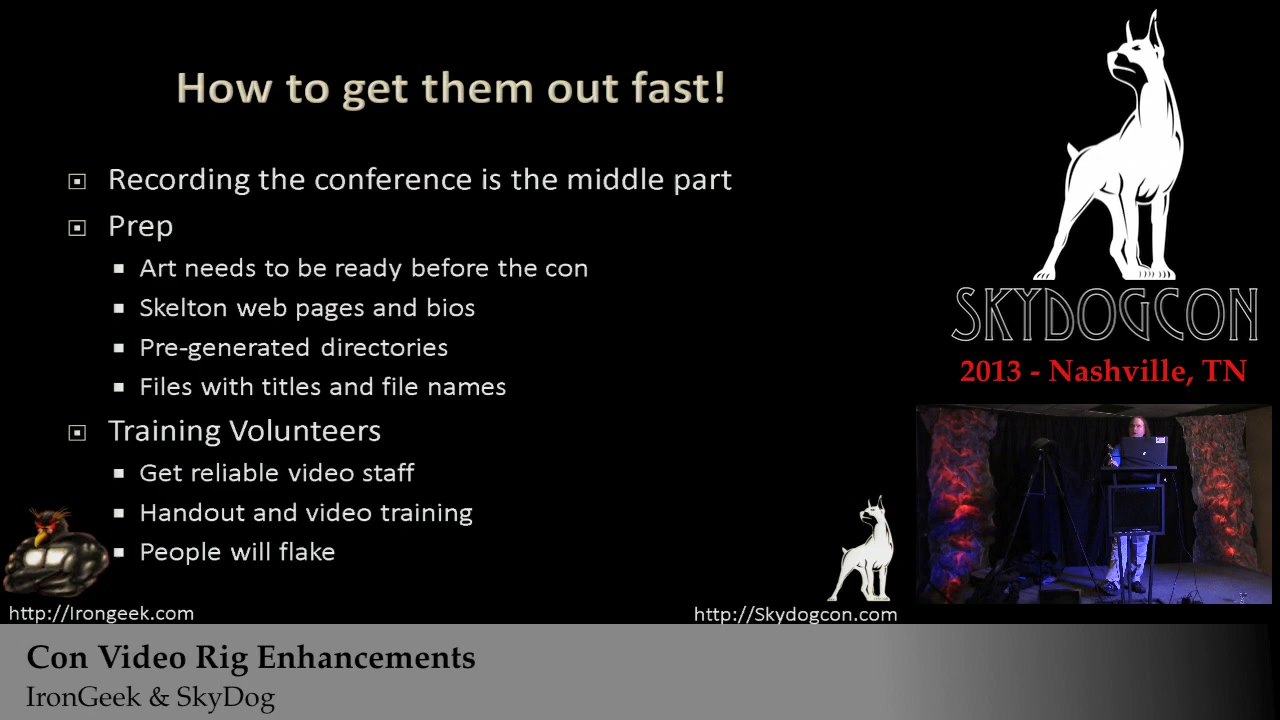 How to get them out fast!
Recording the conference is the middle part
Prep
Art needs to be ready before the con
Skelton web pages and bios
Pre-generated directories
Files with titles and file names
Training Volunteers
Get reliable video staff
Handout and video training
People will flake
http://Irongeek.com
http://Skydogcon.com
SKYDOGCON
2013 - Nashville, TN
Con Video Rig Enhancements
IronGeek & SkyDog